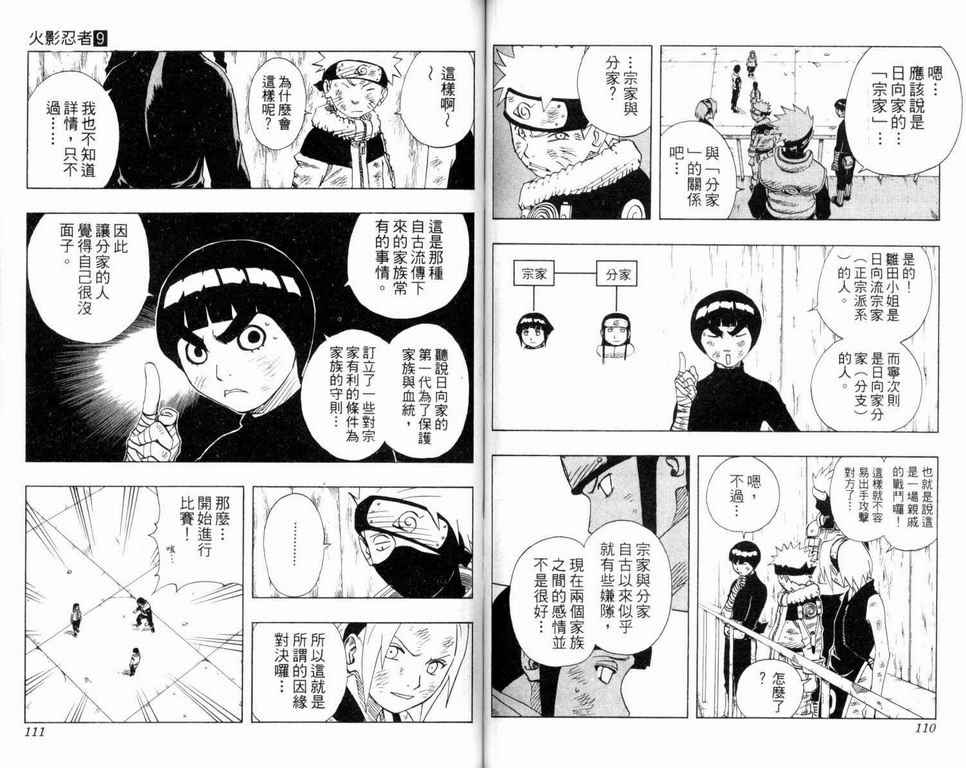 嗯…
應該說是
日向家的
「宗家」…
與「分家
」的關係
吧…
…宗家與
分家？
是的！
雛田小姐是
日向流宗家
（正宗派系
）的人。
而寧次則
是日向家分
家（分支）
的人。
宗家
分家
也就是說這
是一場親戚
的戰鬥囉！
這樣就不容
易出手攻擊
對方了…
嗯，
不過…
怎麼了
？
宗家與分家
自古以來似乎
就有些嫌隙，
現在兩個家族
之間的感情並
不是很好…
110
火影忍者9
這樣啊～
～
為什麼會
這樣呢？
我也不知道
詳情，只不
過……
這是那種
自古流傳下
來的家族常
有的事情。
聽說日向家的
第一代為了保護
家族與血統，
訂立了一些對宗
家有利的條件為
家族的守則…
因此
讓分家的人
覺得自己很沒
面子。
…………
所以這就是
所謂的因緣
對決囉…
那麼…
開始進行
比賽！
咳…
111